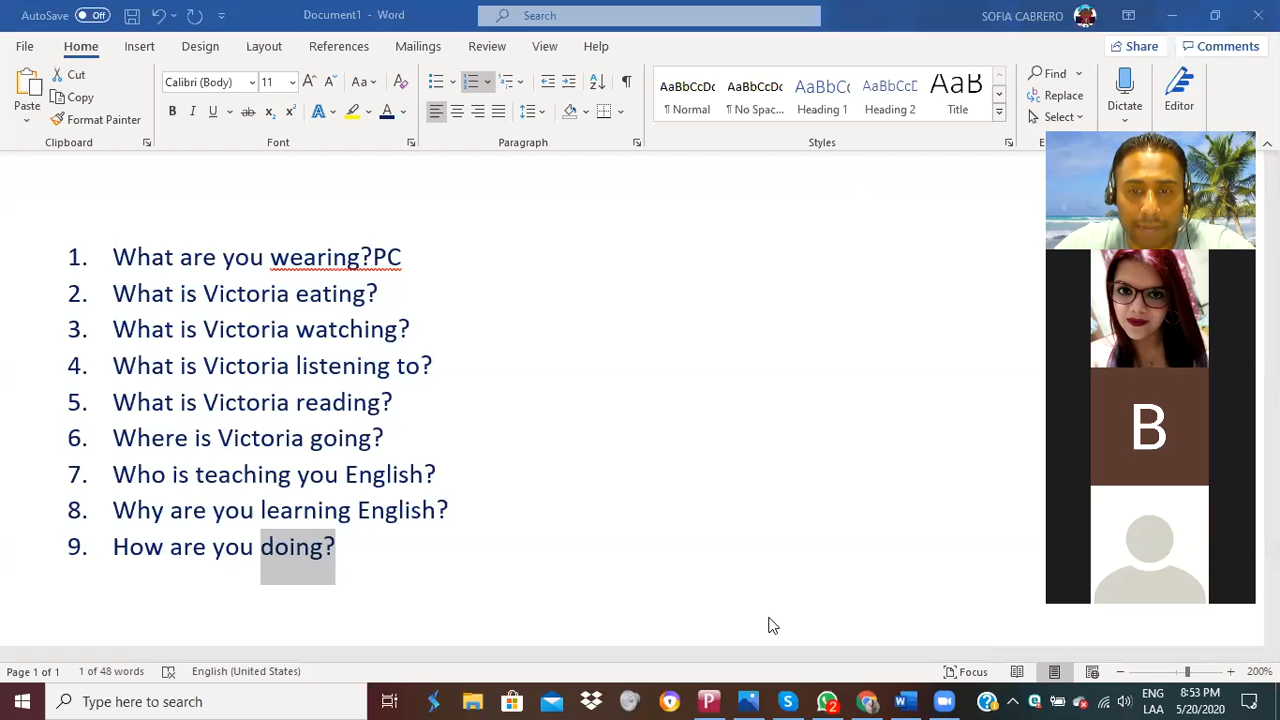 AutoSave Off Document1 - Word Search SOFIA CABRERO
File Home Insert Design Layout References Mailings Review View Help Share Comments
Paste Cut Copy Format Painter Clipboard
Calibri (Body) 11 Font
Paragraph
AaBbCcDc ¶ Normal
AaBbCcDc ¶ No Spac...
AaBbCc Heading 1
AaBbCcD Heading 2
AaB Title
Styles
Find Replace Select
Dictate
Editor
1. What are you wearing?PC
2. What is Victoria eating?
3. What is Victoria watching?
4. What is Victoria listening to?
5. What is Victoria reading?
6. Where is Victoria going?
7. Who is teaching you English?
8. Why are you learning English?
9. How are you doing?
B
Page 1 of 1 1 of 48 words English (United States) Focus 200%
Type here to search
2
ENG 8:53 PM
LAA 5/20/2020